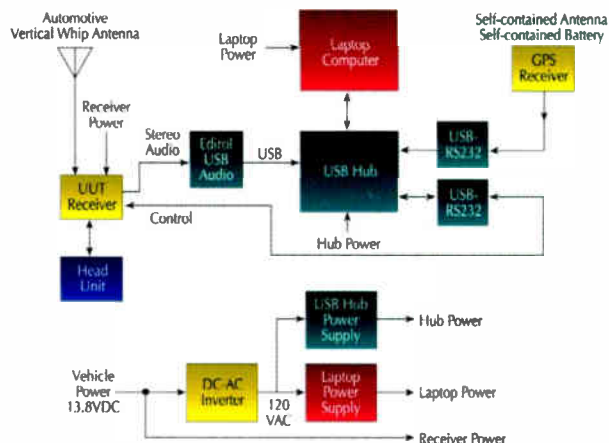 Automotive
Vertical Whip Antenna
Laptop
Power
Laptop
Computer
Self-contained Antenna
Self-contained Battery
GPS
Receiver
Receiver
Power
Stereo
Audio
Editol
USB
Audio
USB
USB Hub
USB-
RS232
USB-
RS232
UUT
Receiver
Control
Hub Power
Head
Unit
USB Hub
Power
Supply
Hub Power
Vehicle
Power
13.8VDC
DC-AC
Inverter
120
VAC
Laptop
Power
Supply
Laptop Power
Receiver Power